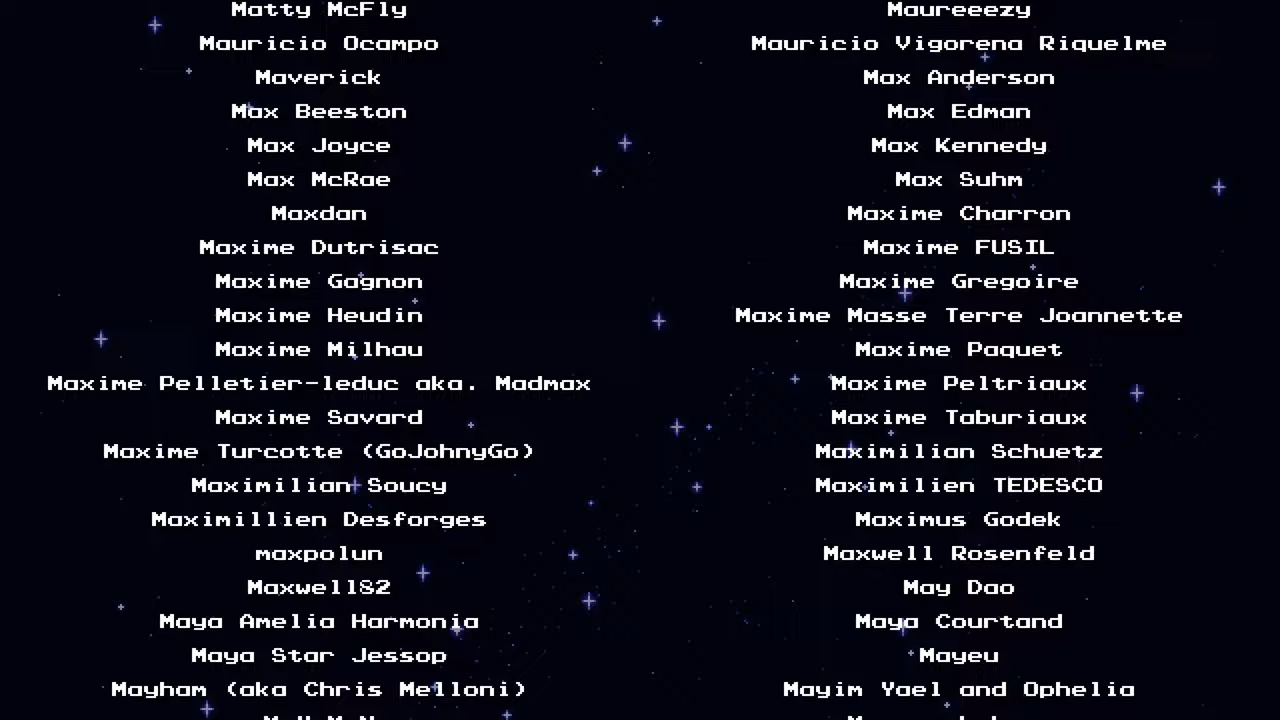 Matty McFly Maureeezy
Mauricio Ocampo Mauricio Vigorena Riquelme
Maverick Max Anderson
Max Beeston Max Edman
Max Joyce Max Kennedy
Max McRae Max Suhm
Maxdan Maxime Charron
Maxime Dutrisac Maxime FUSIL
Maxime Gagnon Maxime Gregoire
Maxime Heudin Maxime Masse Terre Joannette
Maxime Milhau Maxime Paquet
Maxime Pelletier-leduc aka. Madmax Maxime Peltriaux
Maxime Savard Maxime Taburiaux
Maxime Turcotte (GoJohnyGo) Maximilian Schuetz
Maximilian Soucy Maximilien TEDESCO
Maximillien Desforges Maximus Godek
maxpolun Maxwell Rosenfeld
Maxwell82 May Dao
Maya Amelia Harmonia Maya Courtand
Maya Star Jessop Mayeu
Mayham (aka Chris Melloni) Mayim Yael and Ophelia